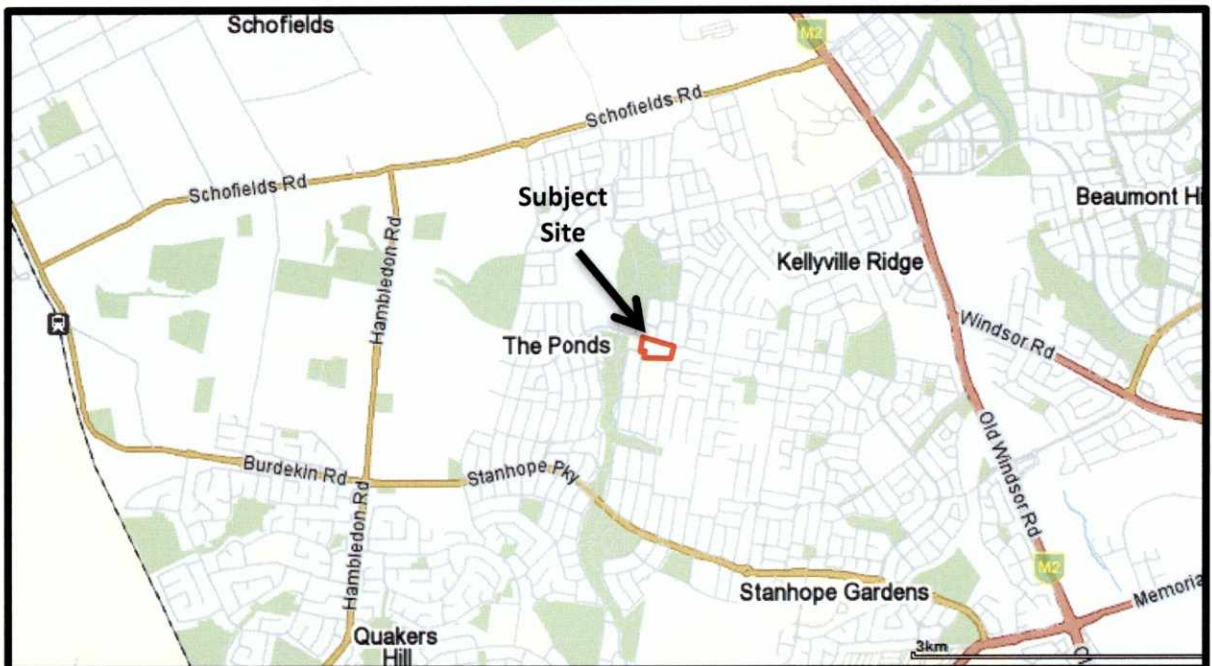 Schofields
M2
Schofields Rd
Schofields Rd
Subject
Site
Beaumont Hi
Hambledon Rd
Kellyville Ridge
Windsor Rd
The Ponds
Old Windsor Rd
Burdekin Rd
Stanhope Pky
Hambledon Rd
M2
Stanhope Gardens
Memoria
Quakers
Hill
3km